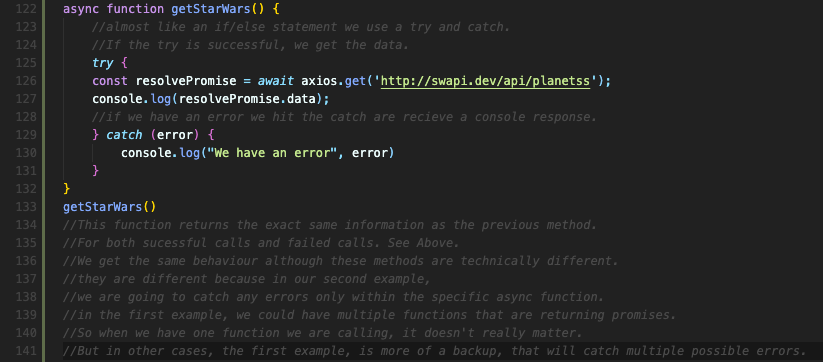 122 async function getStarWars() {
123 //almost like an if/else statement we use a try and catch.
124 //If the try is successful, we get the data.
125 try {
126 const resolvePromise = await axios.get('http://swapi.dev/api/planetss');
127 console.log(resolvePromise.data);
128 //if we have an error we hit the catch are recieve a console response.
129 } catch (error) {
130 console.log("We have an error", error)
131 }
132 }
133 getStarWars()
134 //This function returns the exact same information as the previous method.
135 //For both sucessful calls and failed calls. See Above.
136 //We get the same behaviour although these methods are technically different.
137 //they are different because in our second example,
138 //we are going to catch any errors only within the specific async function.
139 //in the first example, we could have multiple functions that are returning promises.
140 //So when we have one function we are calling, it doesn't really matter.
141 //But in other cases, the first example, is more of a backup, that will catch multiple possible errors.